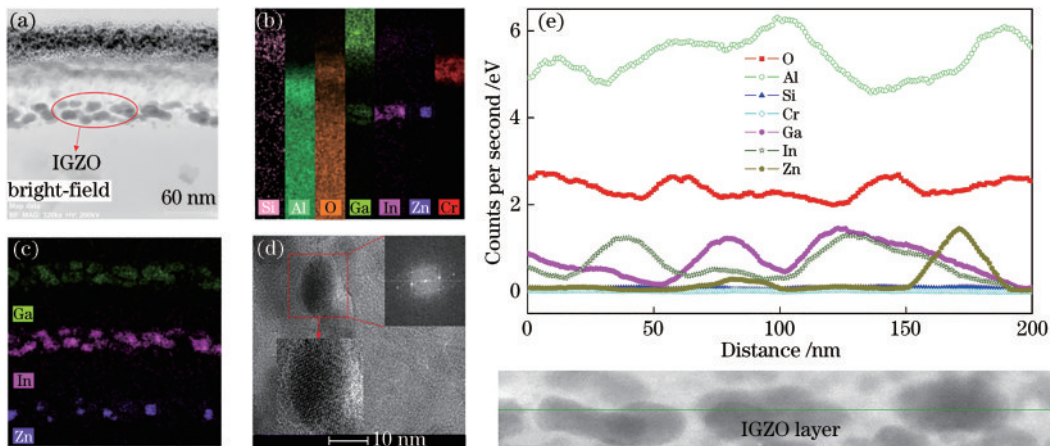 (a)
IGZO
bright-field
60 nm
Map data
(b)
Si Al O Ga In Zn Cr
(c)
Ga
In
Zn
(d)
10 nm
(e)
6
4
2
0
Counts per second /eV
O
Al
Si
Cr
Ga
In
Zn
0 50 100 150 200
Distance /nm
IGZO layer